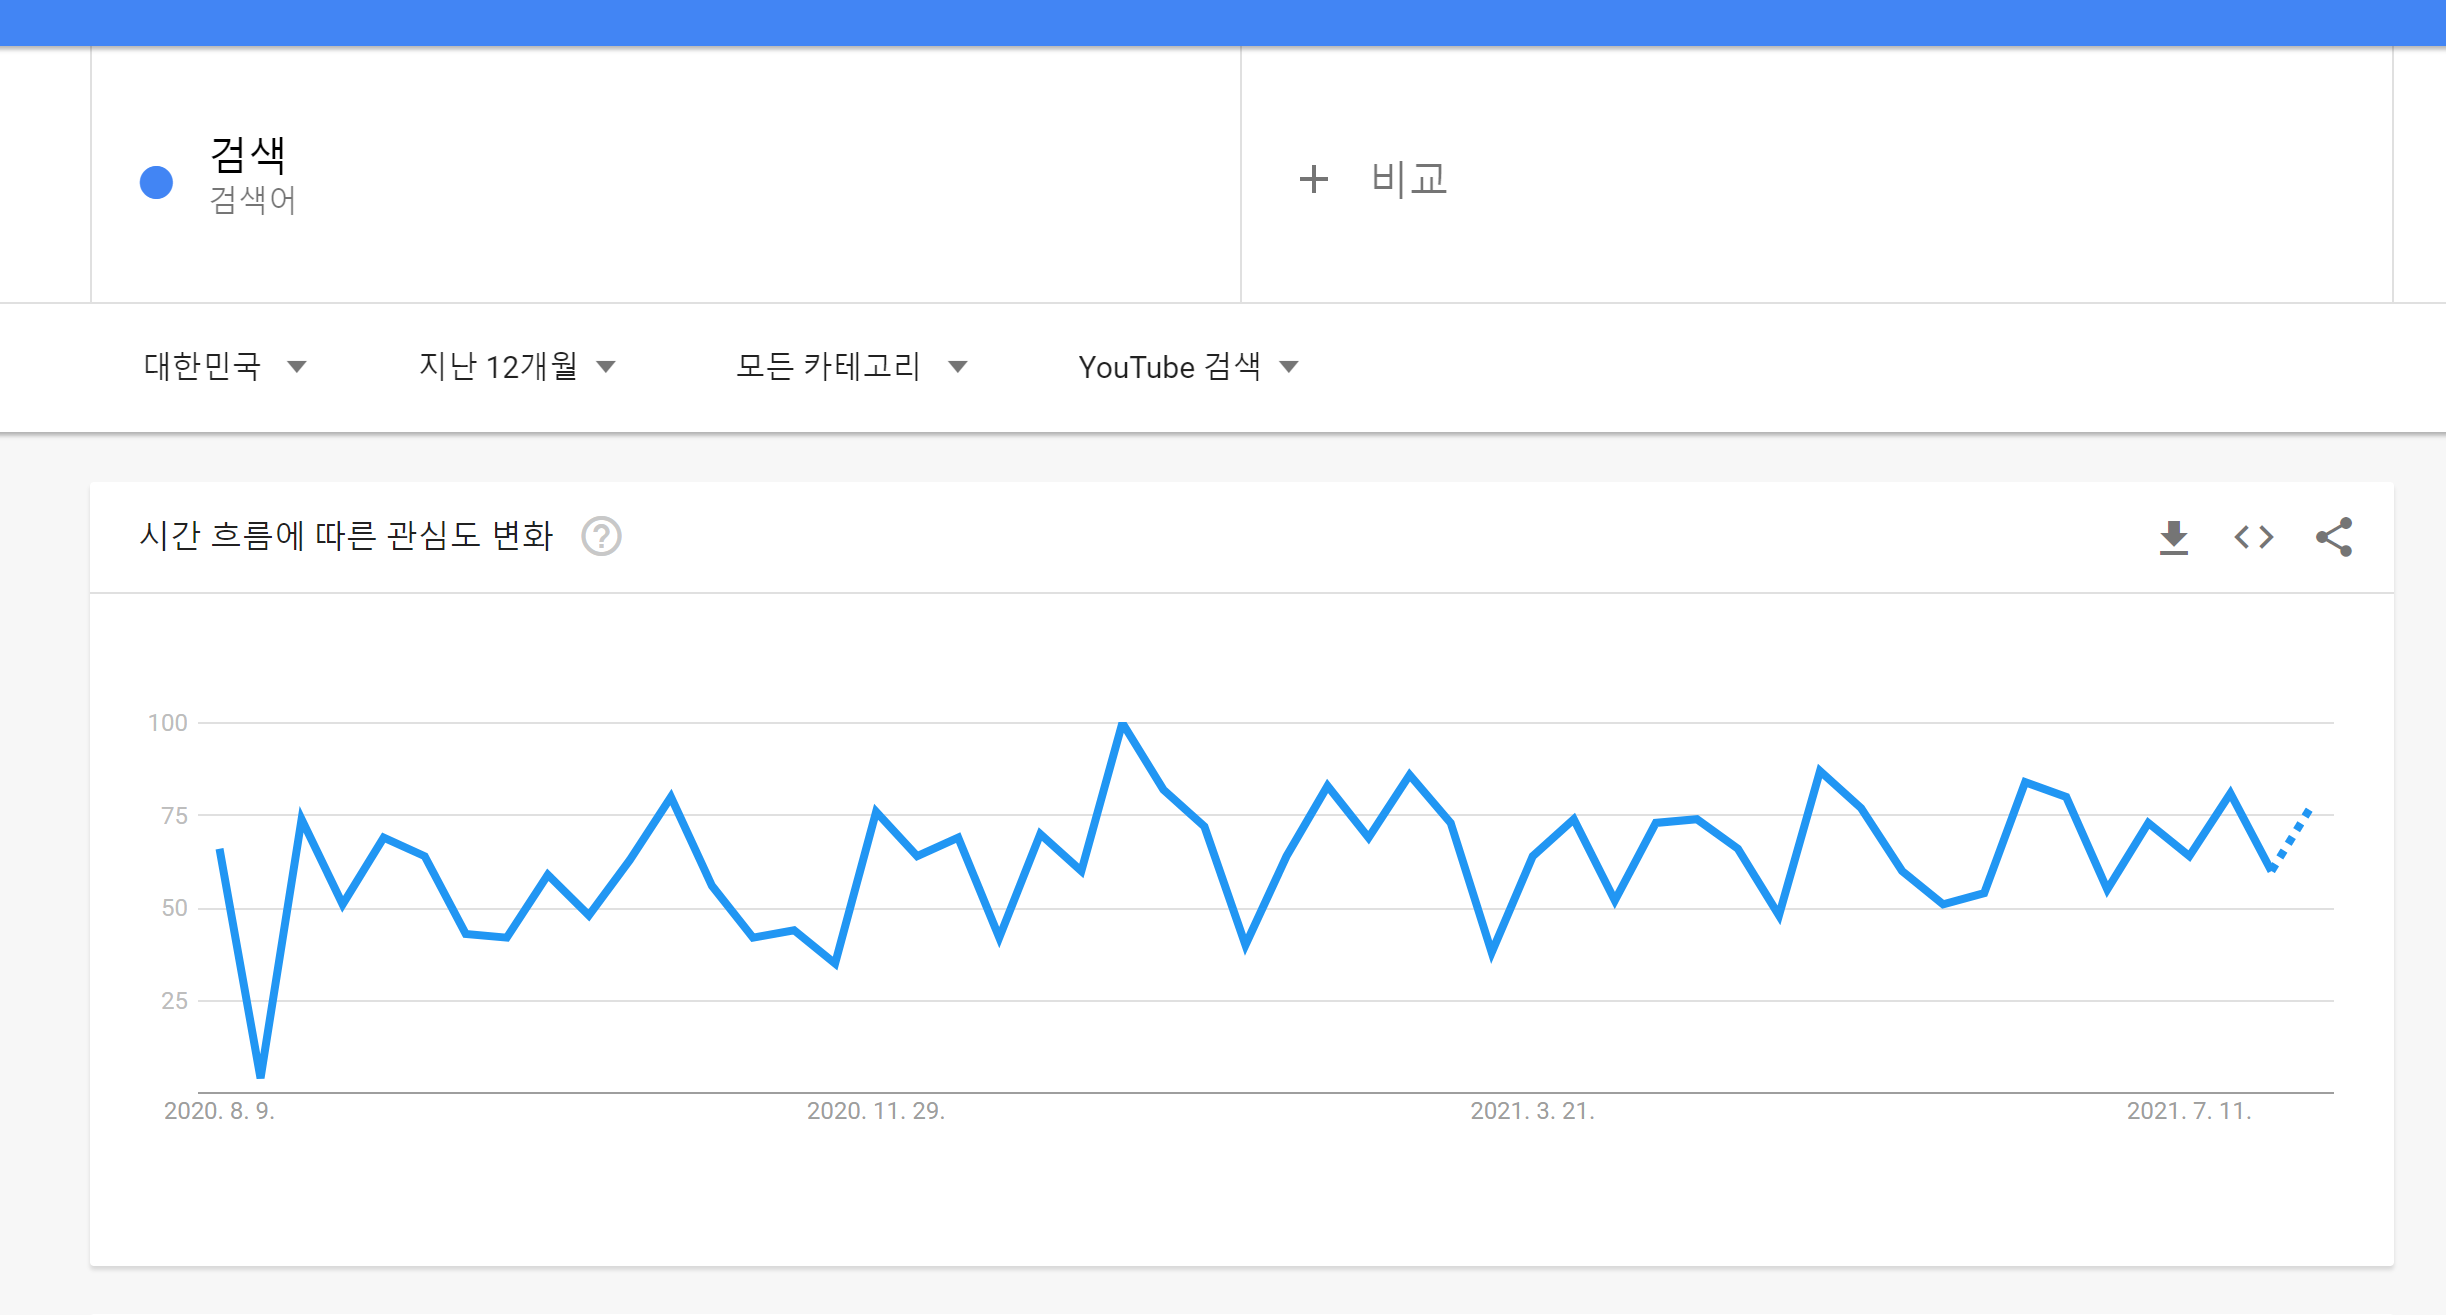 검색
검색어
+ 비교
대한민국 지난 12개월 모든 카테고리 YouTube 검색
시간 흐름에 따른 관심도 변화 ?
100
75
50
25
2020. 8. 9. 2020. 11. 29. 2021. 3. 21. 2021. 7. 11.